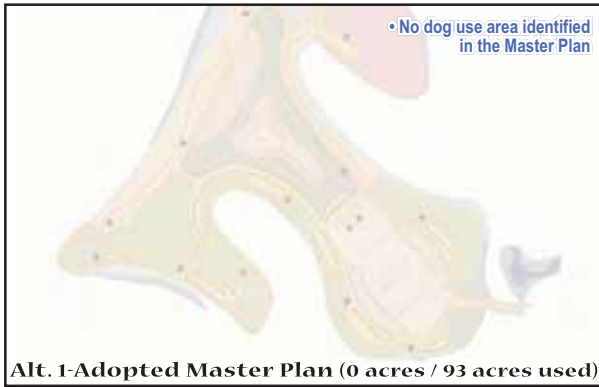 • No dog use area identified
in the Master Plan
Alt. 1-Adopted Master Plan (0 acres / 93 acres used)